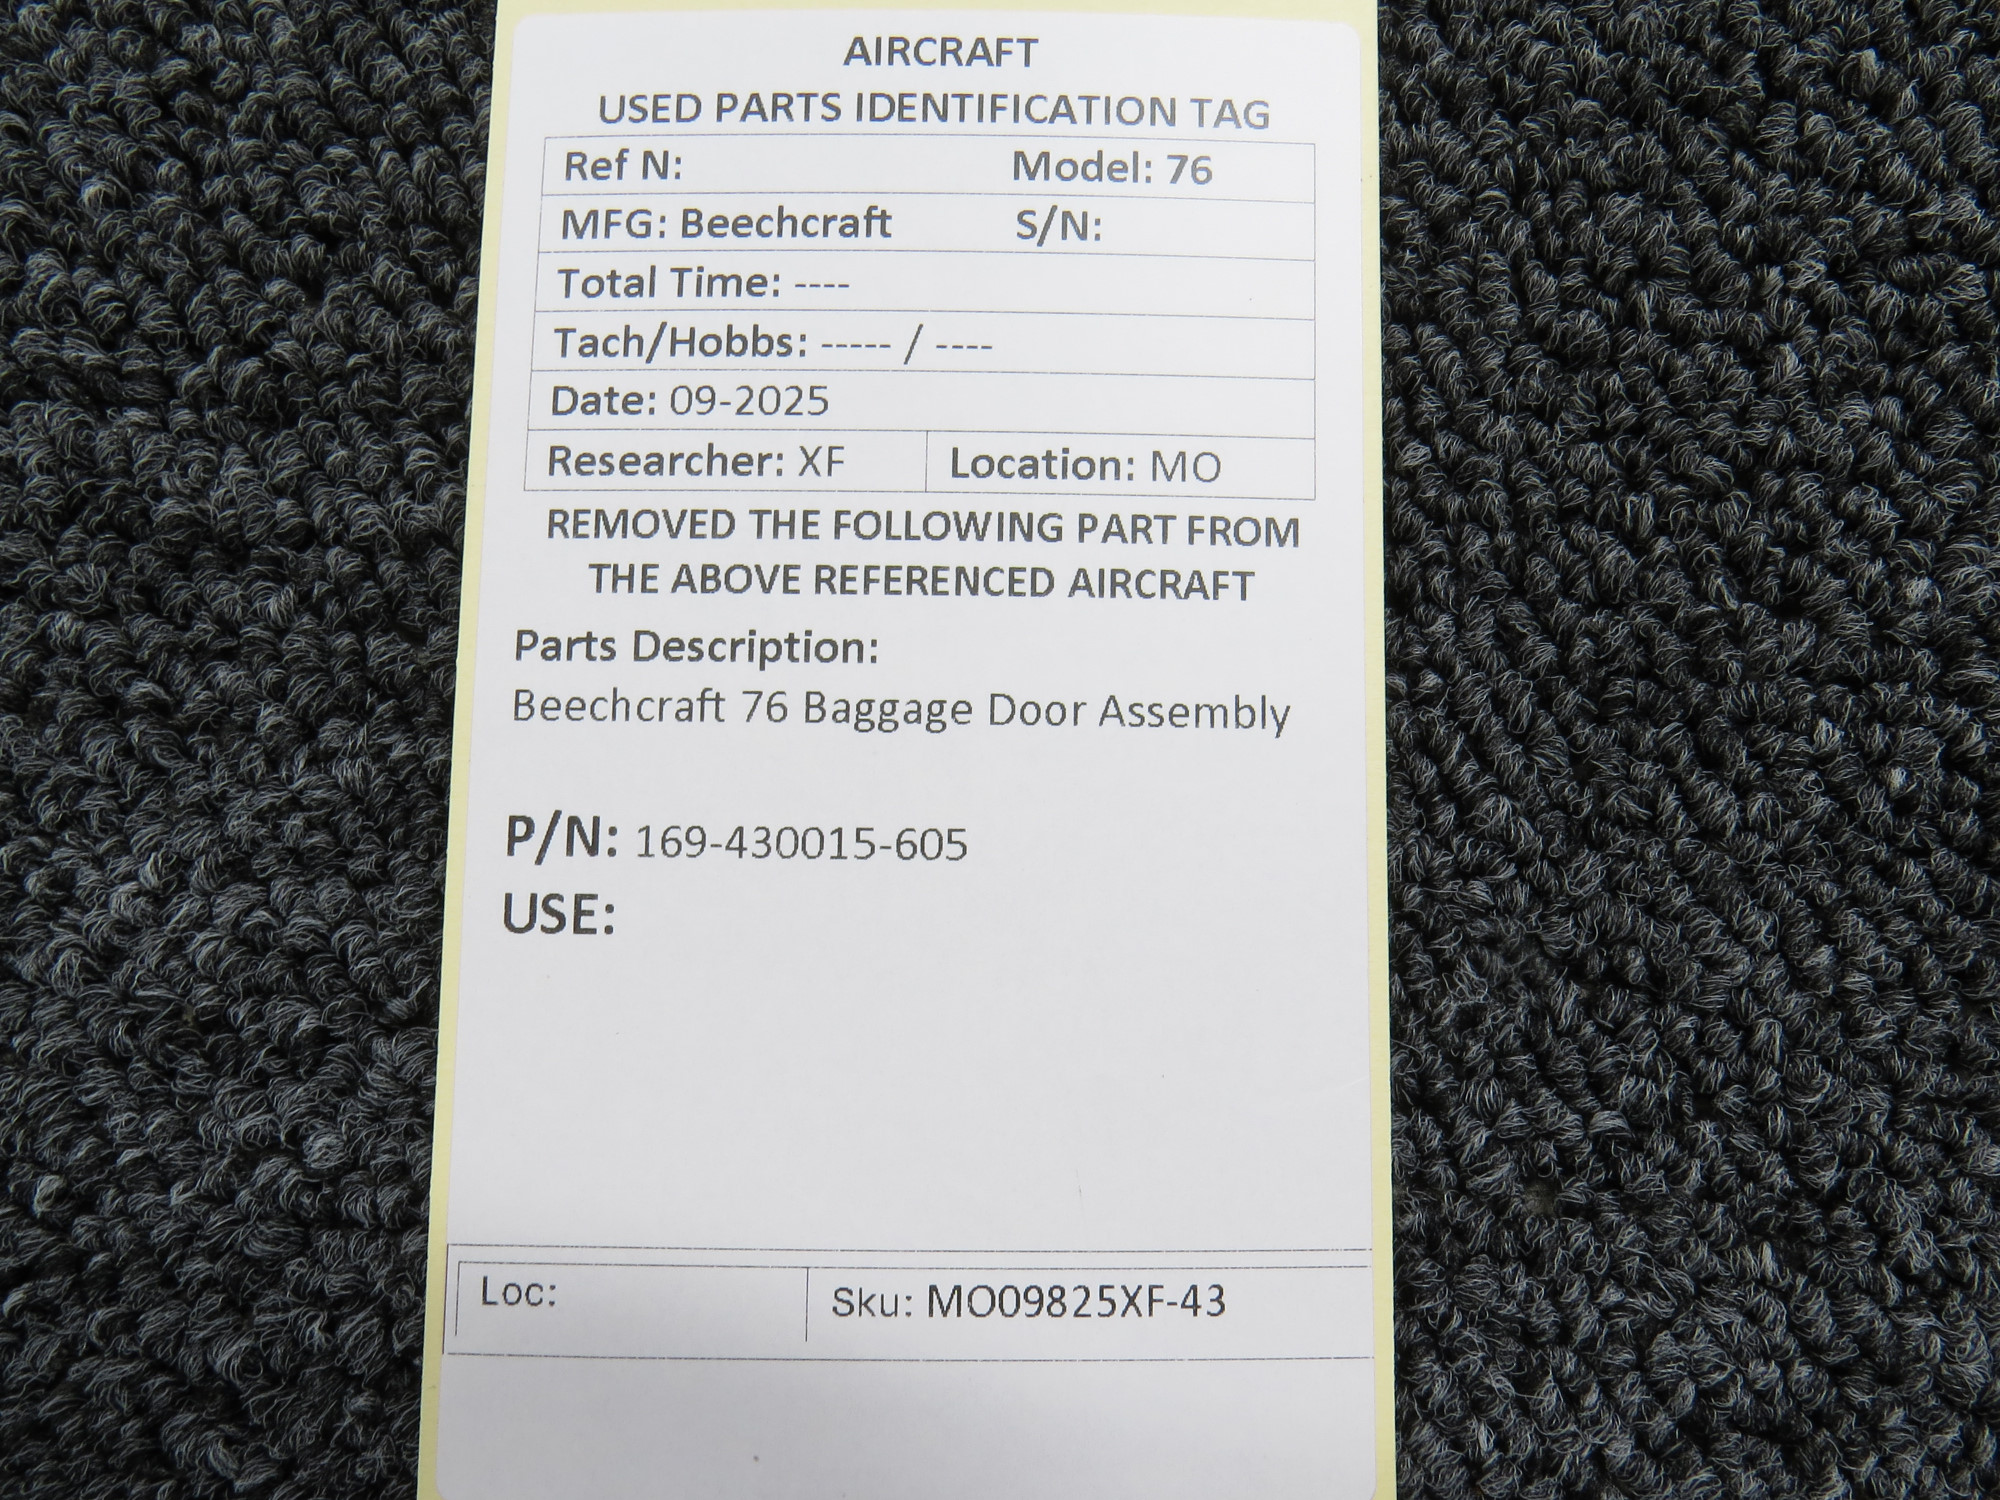 AIRCRAFT
USED PARTS IDENTIFICATION TAG
Ref N: Model: 76
MFG: Beechcraft S/N:
Total Time: ----
Tach/Hobbs: ----- / ----
Date: 09-2025
Researcher: XF Location: MO
REMOVED THE FOLLOWING PART FROM
THE ABOVE REFERENCED AIRCRAFT
Parts Description:
Beechcraft 76 Baggage Door Assembly
P/N: 169-430015-605
USE:
Loc: Sku: MO09825XF-43